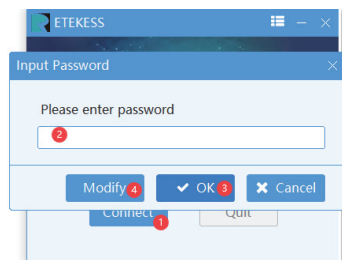 ETEKESS
Input Password
Please enter password
2
Modify 4
OK 3
Cancel
Connect 1
Quit